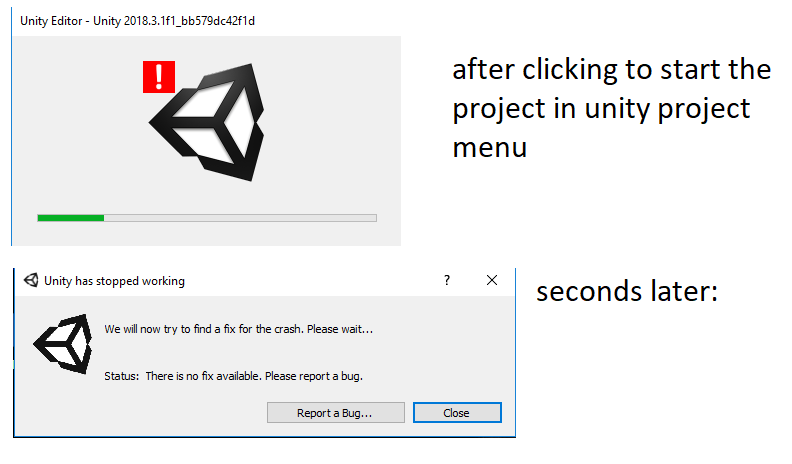 Unity Editor - Unity 2018.3.1f1_bb579dc42f1d
!
after clicking to start the
project in unity project
menu
Unity has stopped working
?
We will now try to find a fix for the crash. Please wait...
Status: There is no fix available. Please report a bug.
Report a Bug...
Close
seconds later: